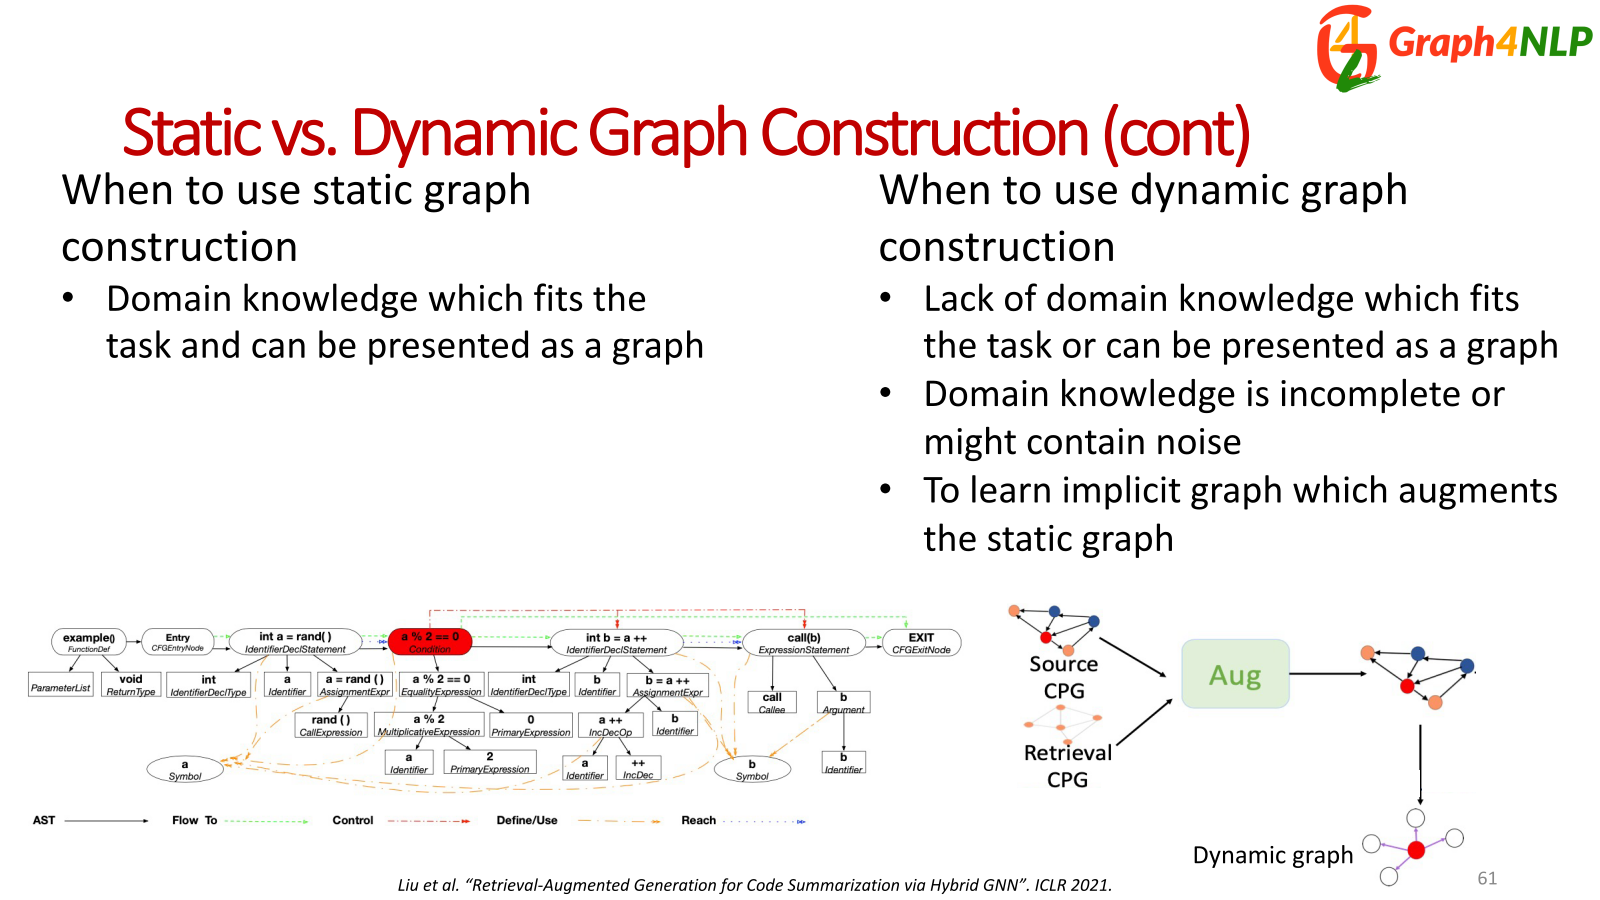 Graph4NLP
Static vs. Dynamic Graph Construction (cont)
When to use static graph
construction
• Domain knowledge which fits the
task and can be presented as a graph
When to use dynamic graph
construction
• Lack of domain knowledge which fits
the task or can be presented as a graph
• Domain knowledge is incomplete or
might contain noise
• To learn implicit graph which augments
the static graph
example()
FunctionDef
Entry
CFGEntryNode
int a = rand( )
IdentifierDeclStatement
a % 2 == 0
Condition
int b = a ++
IdentifierDeclStatement
call(b)
ExpressionStatement
EXIT
CFGExitNode
ParameterList
void
ReturnType
int
IdentifierDeclType
a
Identifier
a = rand ( )
AssignmentExpr
a % 2 == 0
EqualityExpression
int
IdentifierDeclType
b
Identifier
b = a ++
AssignmentExpr
call
Callee
b
Argument
rand ( )
CallExpression
a % 2
MultiplicativeExpression
0
PrimaryExpression
a ++
IncDecOp
b
Identifier
a
Symbol
a
Identifier
2
PrimaryExpression
a
Identifier
++
IncDec
b
Symbol
b
Identifier
AST
Flow To
Control
Define/Use
Reach
Source
CPG
Retrieval
CPG
Aug
Dynamic graph
Liu et al. “Retrieval-Augmented Generation for Code Summarization via Hybrid GNN”. ICLR 2021.
61